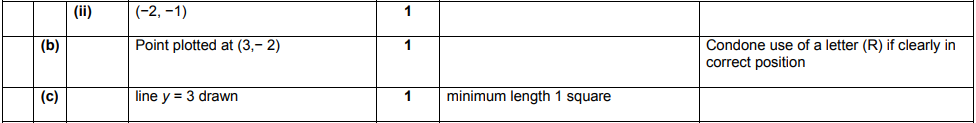 (ii) (−2, −1) 1
(b) Point plotted at (3,− 2) 1 Condone use of a letter (R) if clearly in
correct position
(c) line y = 3 drawn 1 minimum length 1 square